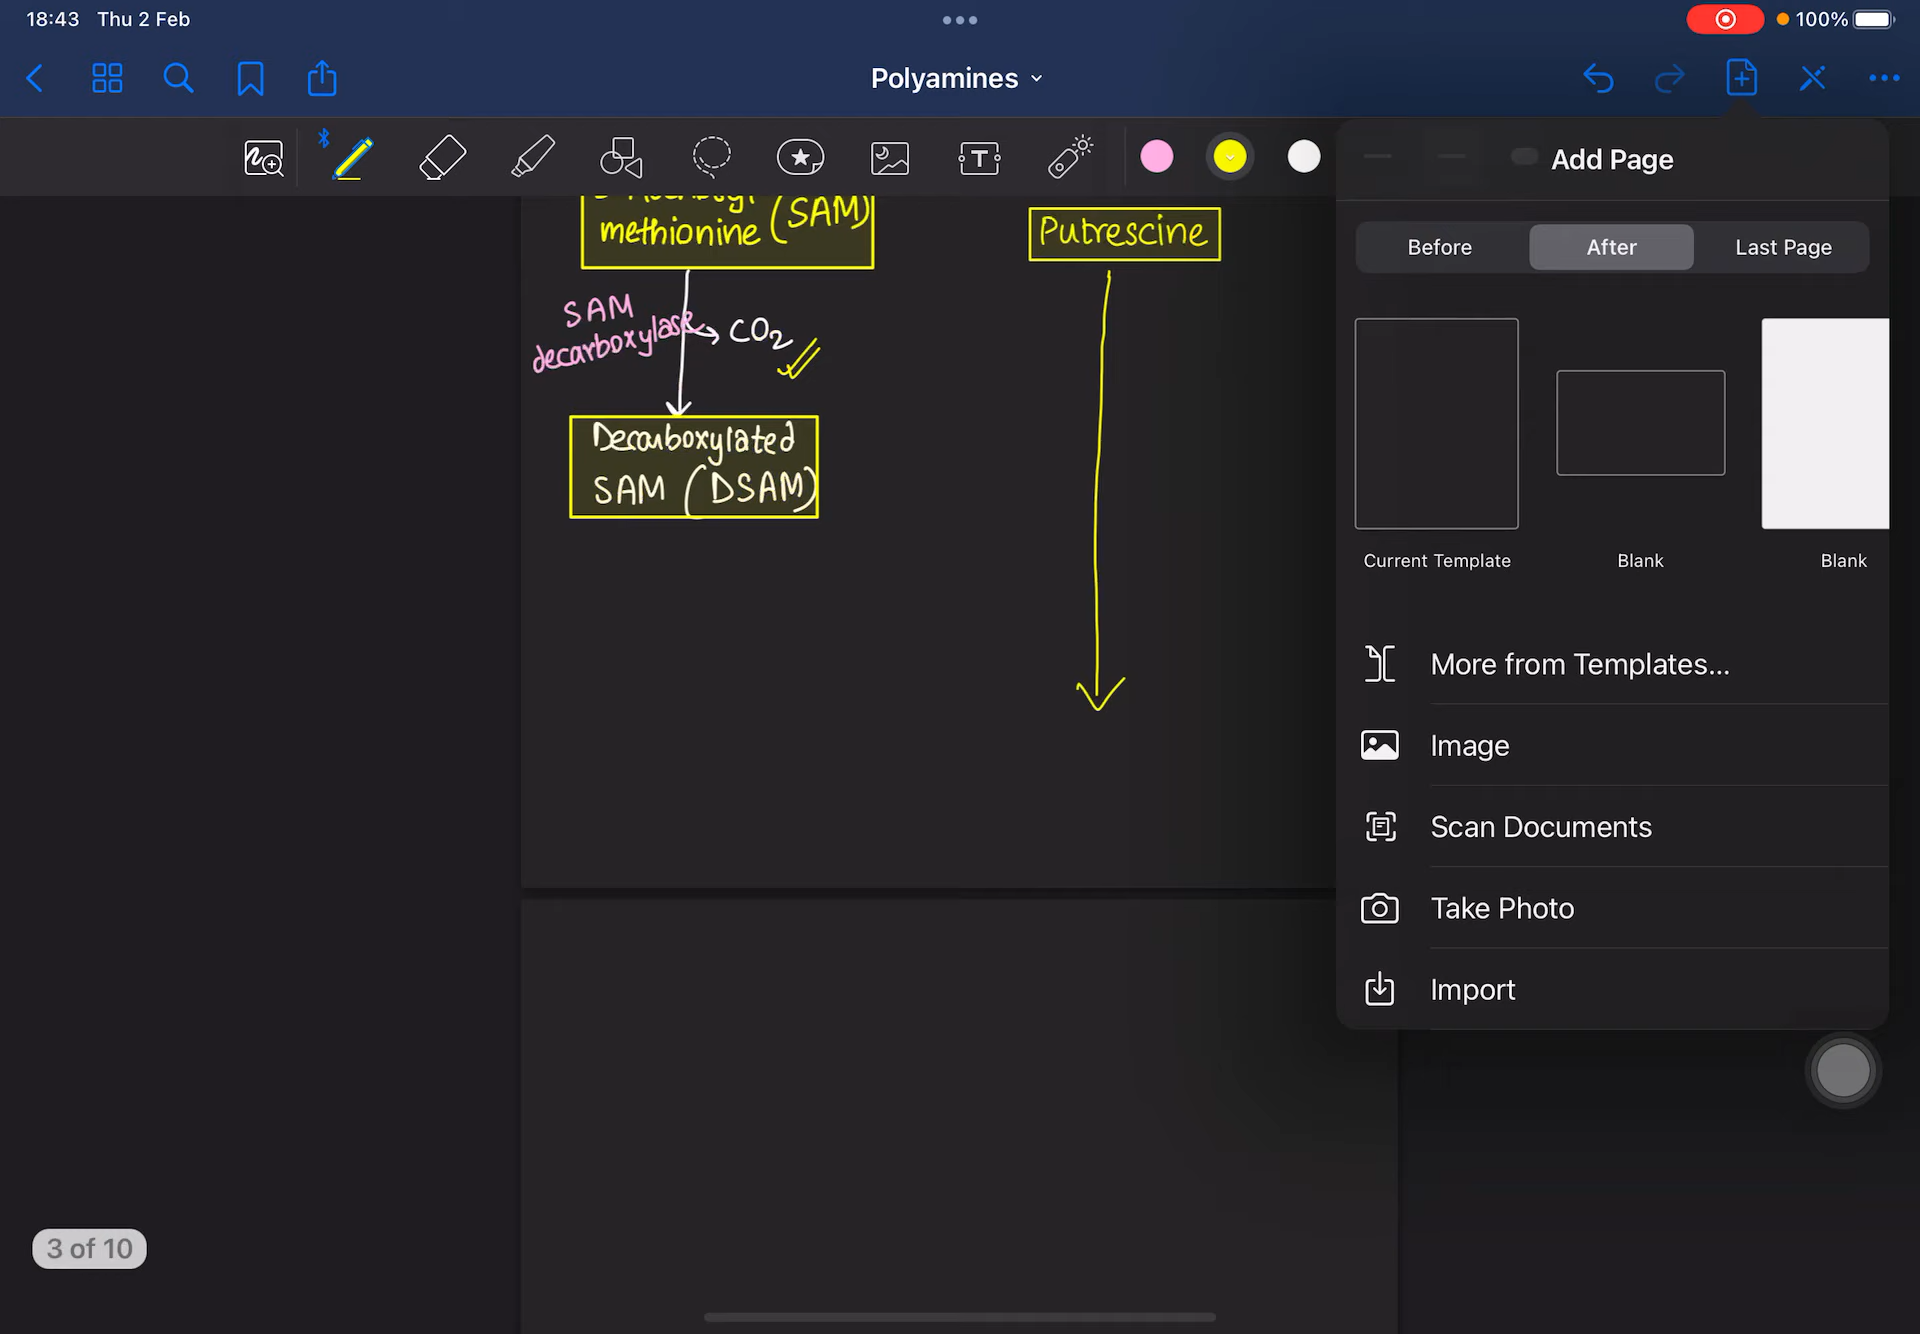 18:43 Thu 2 Feb
100%
Polyamines
Add Page
Before After Last Page
methionine (SAM)
Putrescine
SAM
decarboxylase
CO2
Decarboxylated
SAM (DSAM)
Current Template
Blank
Blank
More from Templates...
Image
Scan Documents
Take Photo
Import
3 of 10